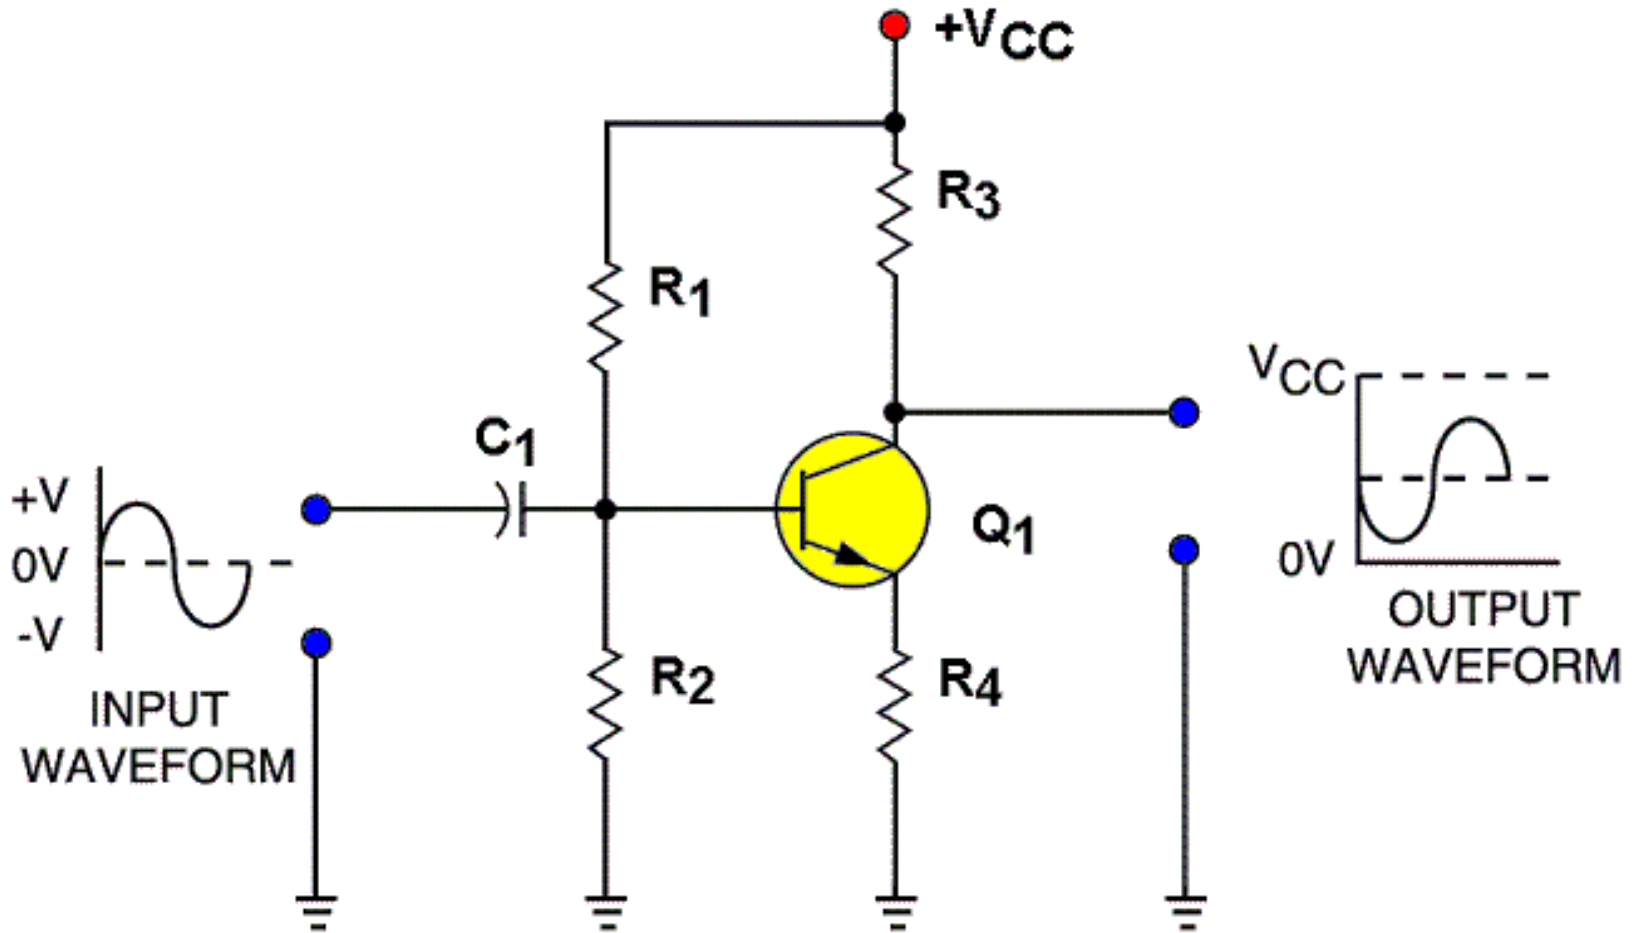 +VCC
R3
R1
VCC
C1
+V
Q1
0V
0V
-V
OUTPUT
WAVEFORM
R2
R4
INPUT
WAVEFORM